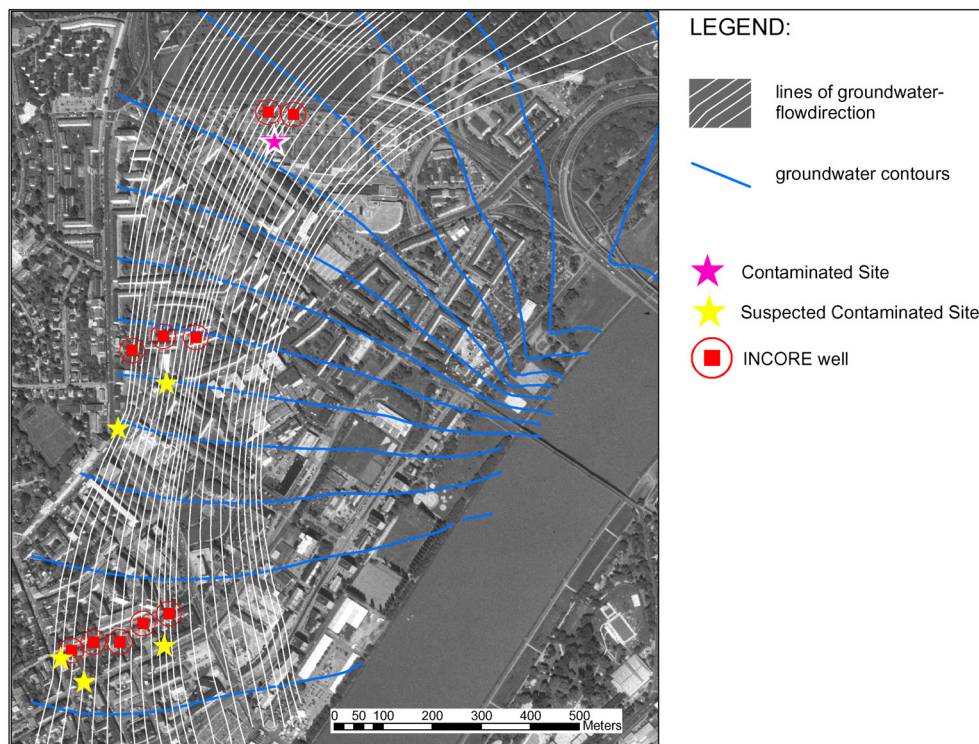 LEGEND:
lines of groundwater-
flowdirection
groundwater contours
Contaminated Site
Suspected Contaminated Site
INCORE well
0 50 100 200 300 400 500
Meters